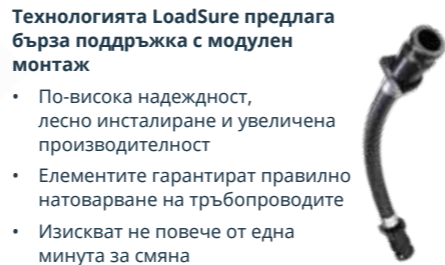 Технологията LoadSure предлага
бърза поддръжка с модулен
монтаж
• По-висока надеждност,
лесно инсталиране и увеличена
производителност
• Елементите гарантират правилно
натоварване на тръбопроводите
• Изискват не повече от една
минута за смяна